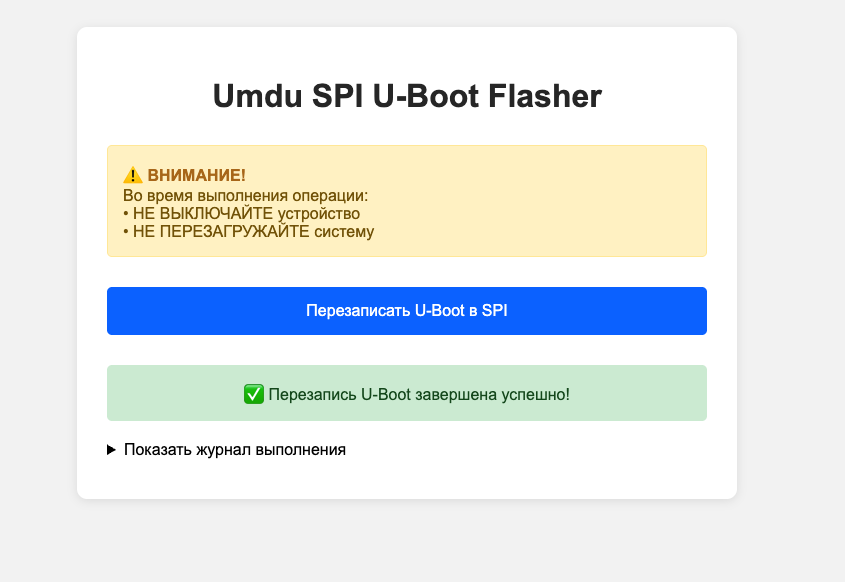 Umdu SPI U-Boot Flasher
⚠️ ВНИМАНИЕ!
Во время выполнения операции:
• НЕ ВЫКЛЮЧАЙТЕ устройство
• НЕ ПЕРЕЗАГРУЖАЙТЕ систему
Перезаписать U-Boot в SPI
✅ Перезапись U-Boot завершена успешно!
▶ Показать журнал выполнения